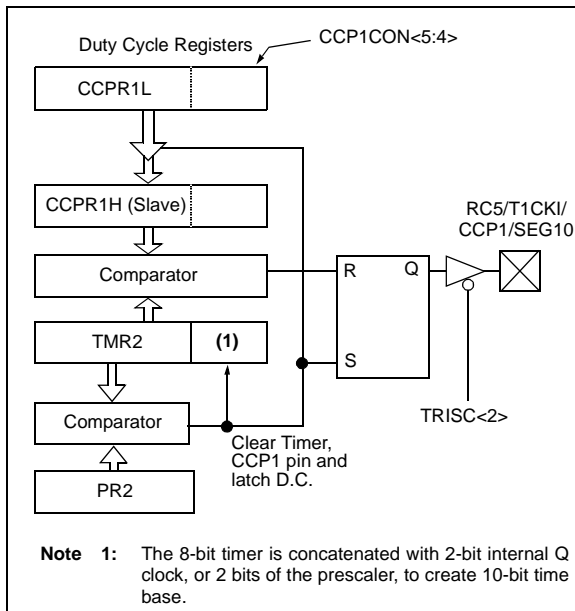 Duty Cycle Registers
CCP1CON<5:4>
CCPR1L
CCPR1H (Slave)
RC5/T1CKI/
CCP1/SEG10
Comparator
R
Q
TMR2
(1)
S
Comparator
TRISC<2>
Clear Timer,
CCP1 pin and
latch D.C.
PR2
Note 1: The 8-bit timer is concatenated with 2-bit internal Q
clock, or 2 bits of the prescaler, to create 10-bit time
base.